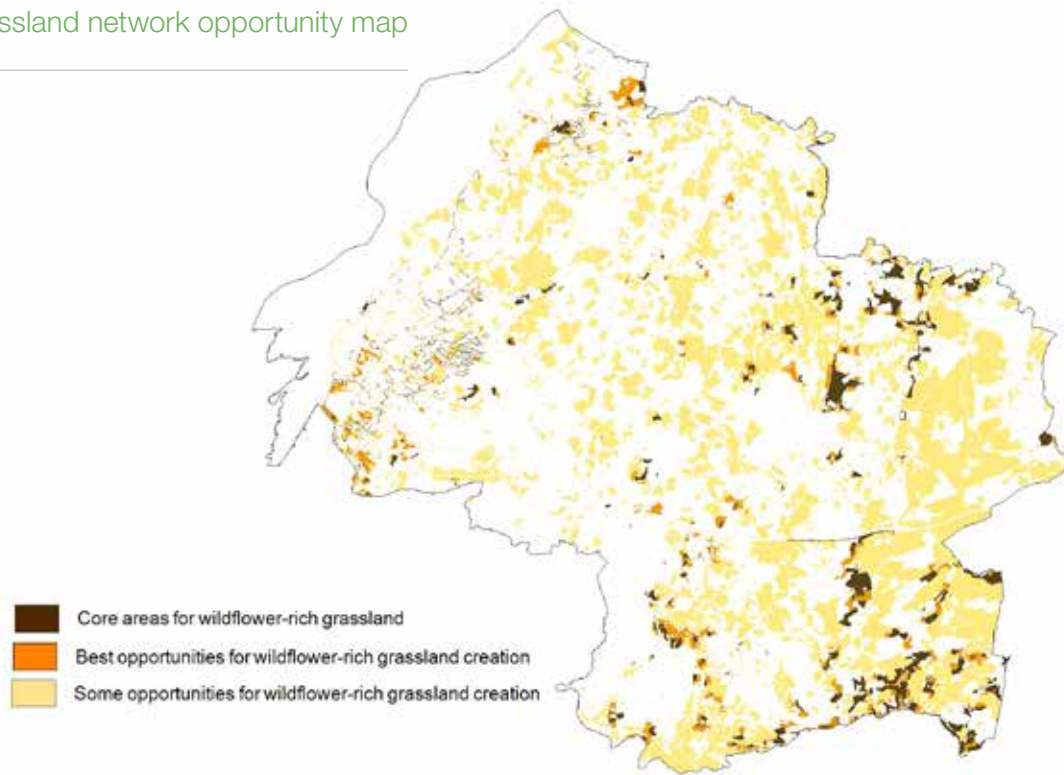 ssland network opportunity map
Core areas for wildflower-rich grassland
Best opportunities for wildflower-rich grassland creation
Some opportunities for wildflower-rich grassland creation